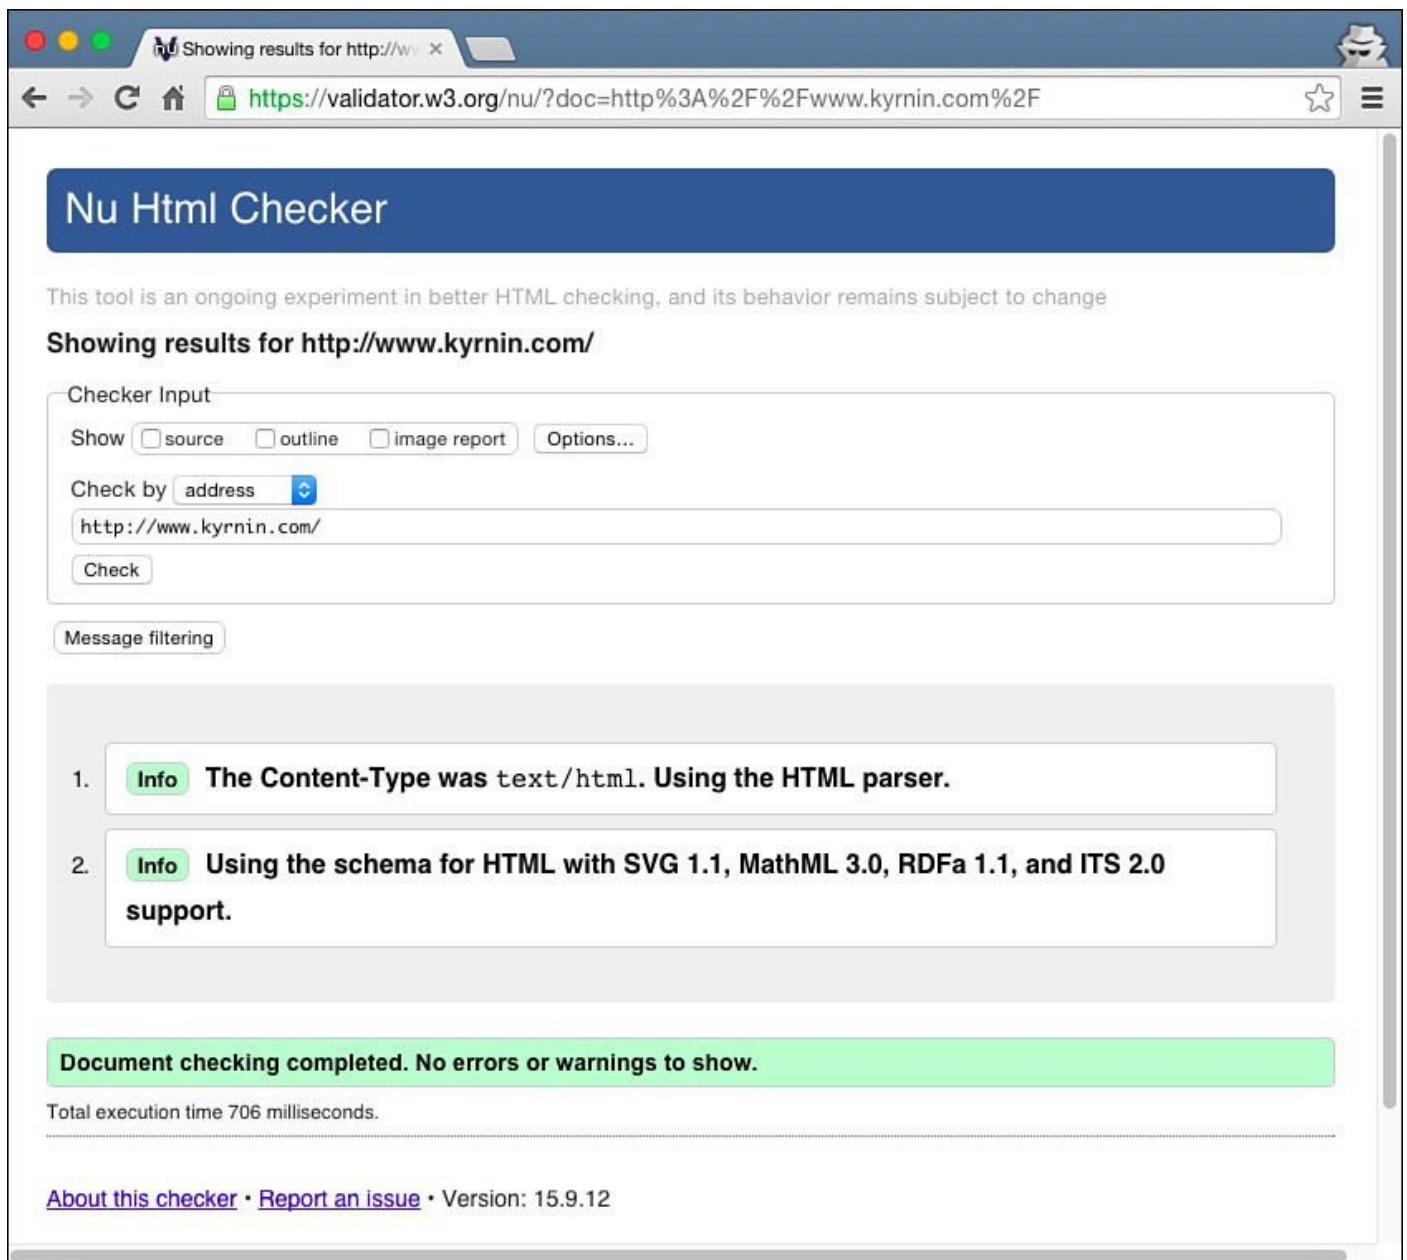 Showing results for http://w
https://validator.w3.org/nu/?doc=http%3A%2F%2Fwww.kyrnin.com%2F
Nu Html Checker
This tool is an ongoing experiment in better HTML checking, and its behavior remains subject to change
Showing results for http://www.kyrnin.com/
Checker Input
Show source outline image report Options...
Check by address
http://www.kyrnin.com/
Check
Message filtering
1. Info The Content-Type was text/html. Using the HTML parser.
2. Info Using the schema for HTML with SVG 1.1, MathML 3.0, RDFa 1.1, and ITS 2.0
support.
Document checking completed. No errors or warnings to show.
Total execution time 706 milliseconds.
About this checker • Report an issue • Version: 15.9.12